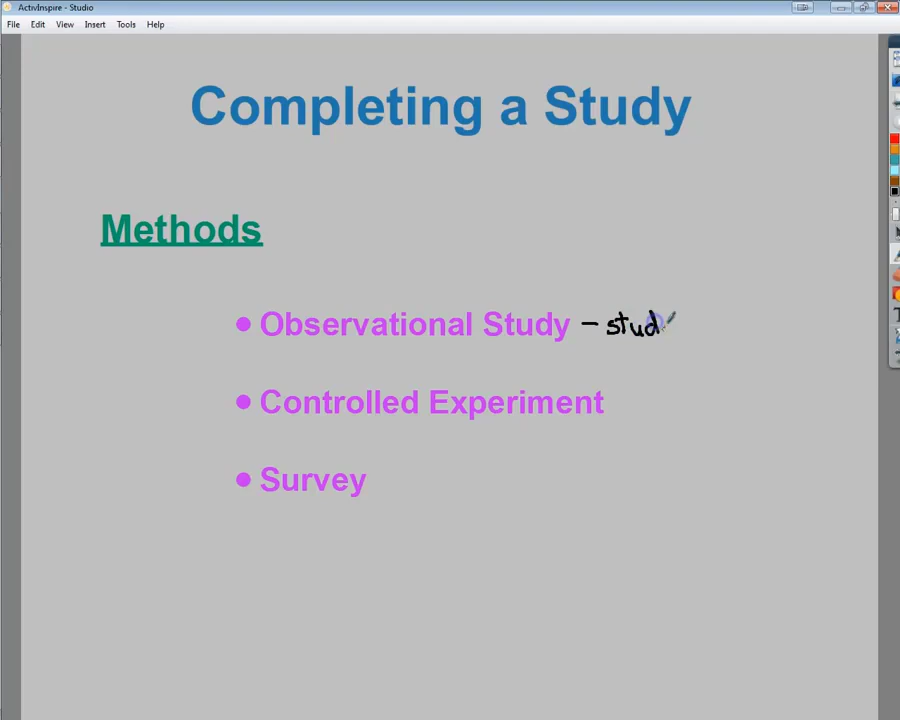 ActivInspire - Studio
File Edit View Insert Tools Help
Completing a Study
Methods
• Observational Study - stud
• Controlled Experiment
• Survey